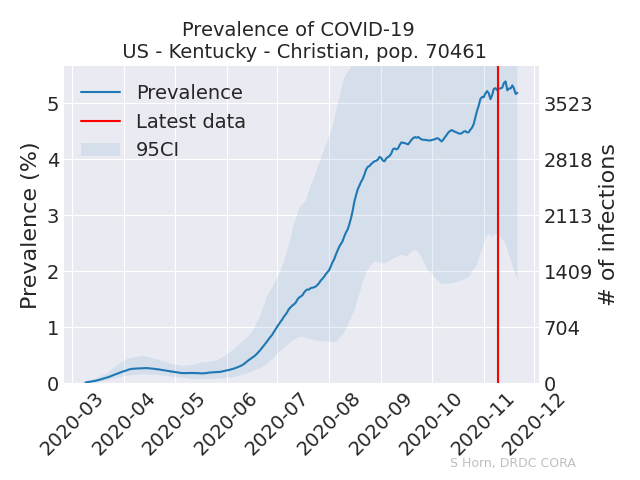 Prevalence of COVID-19
US - Kentucky - Christian, pop. 70461
Prevalence
Latest data
95CI
Prevalence (%)
5
4
3
2
1
0
3523
2818
2113
1409
704
0
# of infections
2020-03
2020-04
2020-05
2020-06
2020-07
2020-08
2020-09
2020-10
2020-11
2020-12
S Horn, DRDC CORA